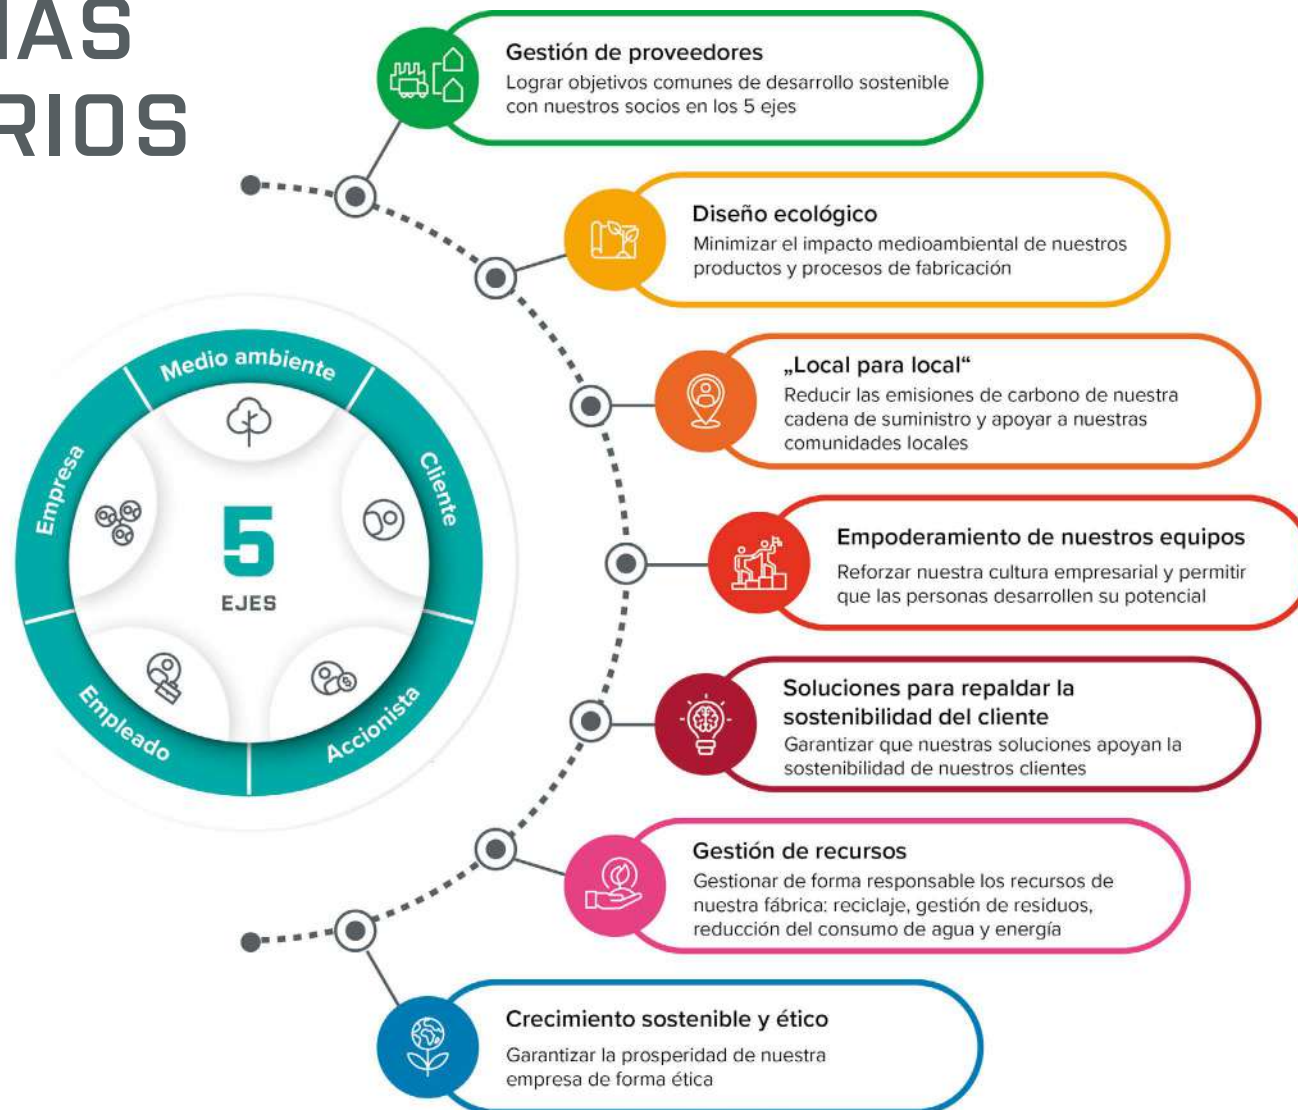 RIOS
Gestión de proveedores
Lograr objetivos comunes de desarrollo sostenible
con nuestros socios en los 5 ejes
Diseño ecológico
Minimizar el impacto medioambiental de nuestros
productos y procesos de fabricación
„Local para local“
Reducir las emisiones de carbono de nuestra
cadena de suministro y apoyar a nuestras
comunidades locales
Medio ambiente
Empresa
Cliente
5
EJES
Empleado
Accionista
Empoderamiento de nuestros equipos
Reforzar nuestra cultura empresarial y permitir
que las personas desarrollen su potencial
Soluciones para repaldar la
sostenibilidad del cliente
Garantizar que nuestras soluciones apoyan la
sostenibilidad de nuestros clientes
Gestión de recursos
Gestionar de forma responsable los recursos de
nuestra fábrica: reciclaje, gestión de residuos,
reducción del consumo de agua y energía
Crecimiento sostenible y ético
Garantizar la prosperidad de nuestra
empresa de forma ética